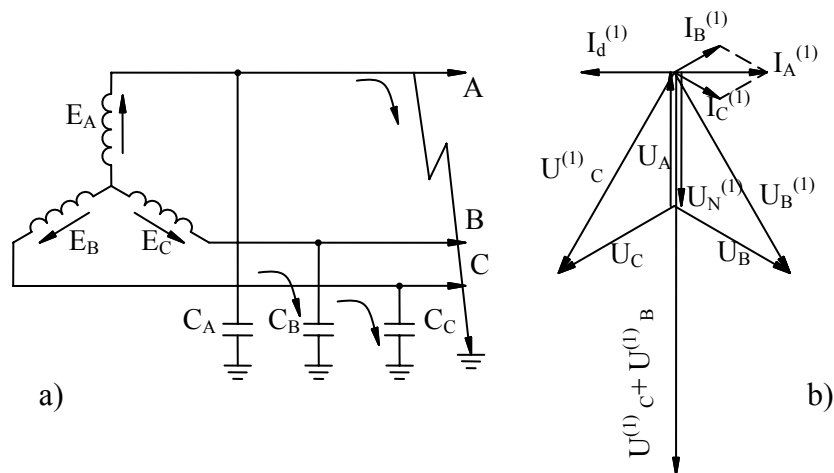 A
E_A
B
E_B
E_C
C
C_A
C_B
C_C
a)
I_d^(1)
I_B^(1)
I_A^(1)
I_C^(1)
U^(1)_C
U_A
U_N^(1)
U_B^(1)
U_C
U_B
U^(1)_C + U^(1)_B
b)